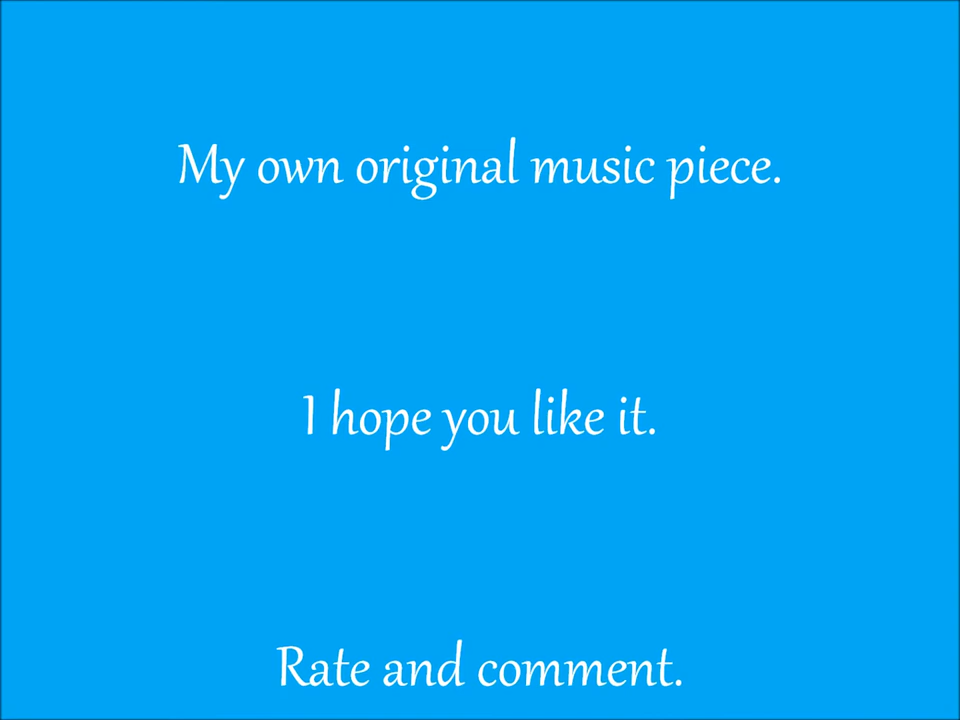 My own original music piece.
I hope you like it.
Rate and comment.